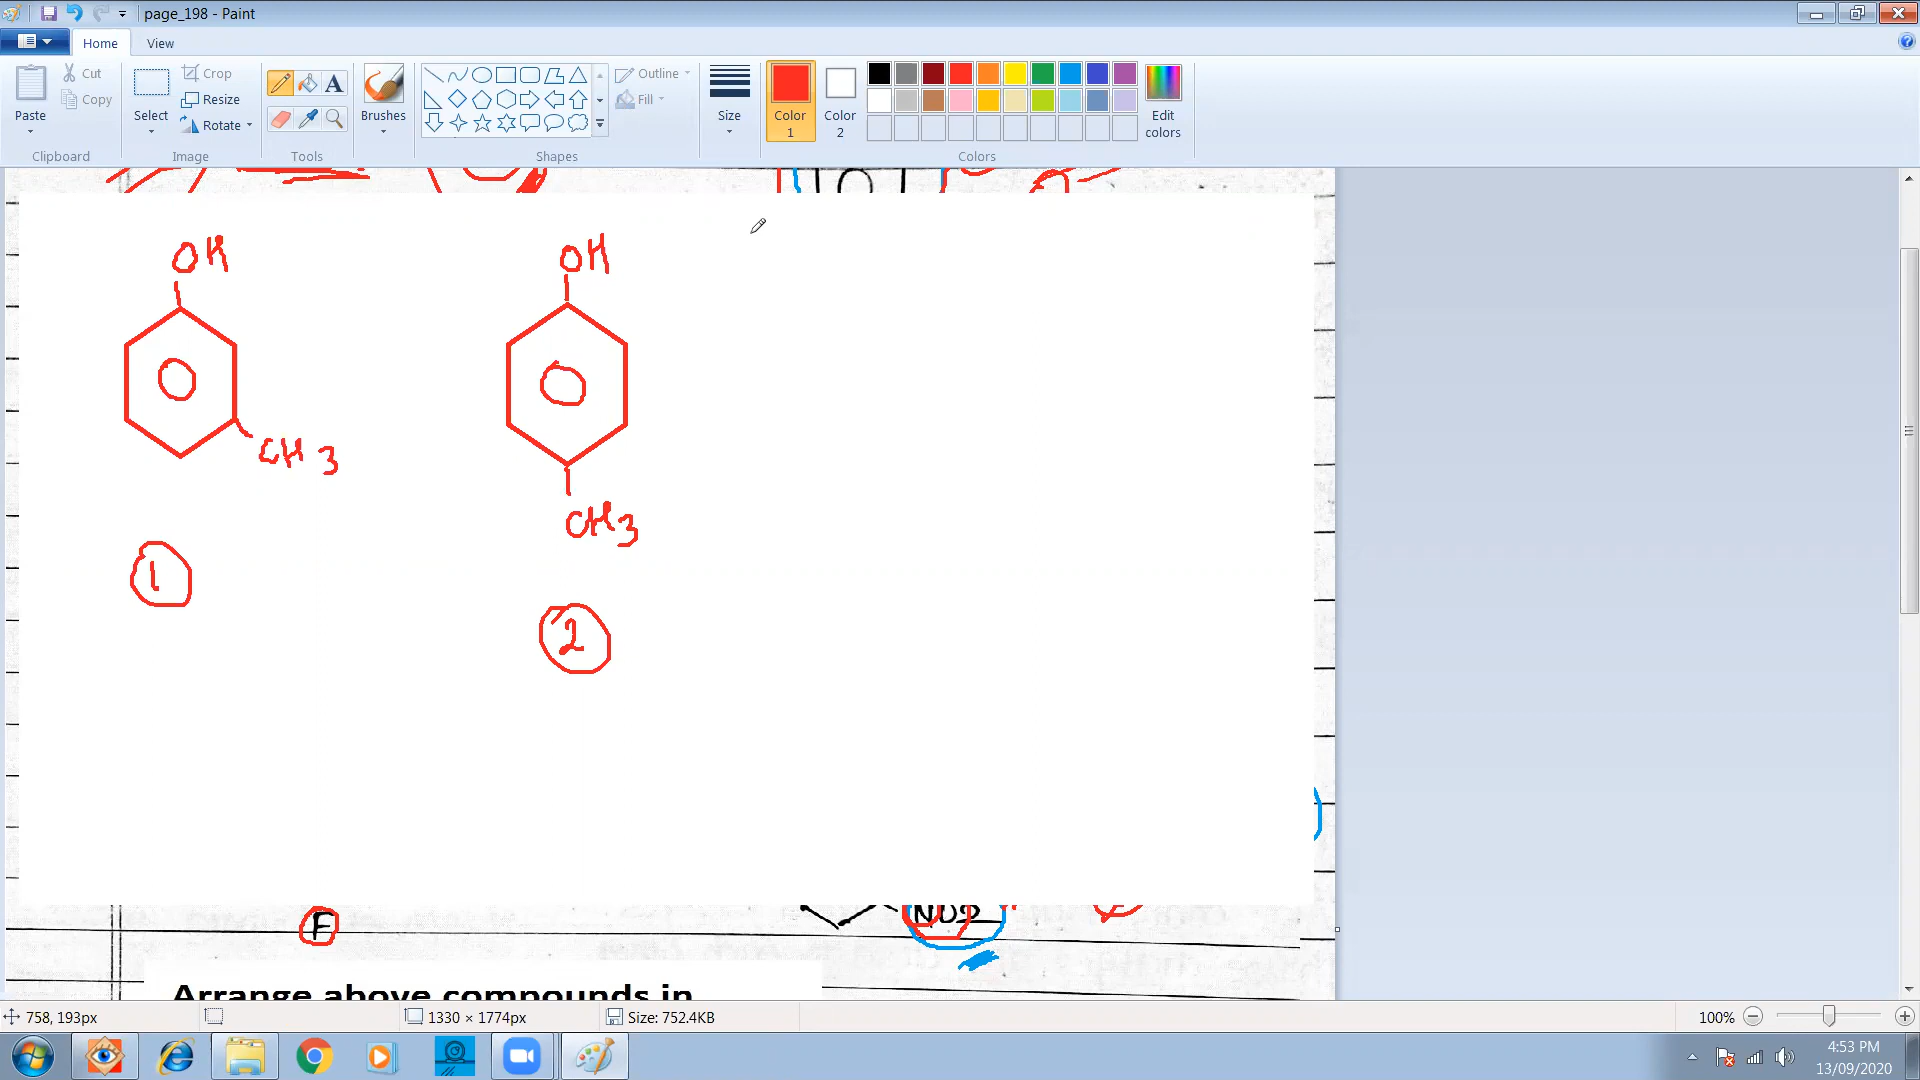 page_198 - Paint
Home View
Paste Cut Copy Clipboard
Select Crop Resize Rotate Image
Tools
Brushes
Outline Fill Shapes
Size
Color 1 Color 2 Edit colors Colors
OH OH
CH3
CH3
1
2
NO2
F
Arrange above compounds in
758, 193px 1330 × 1774px Size: 752.4KB 100%
4:53 PM
13/09/2020